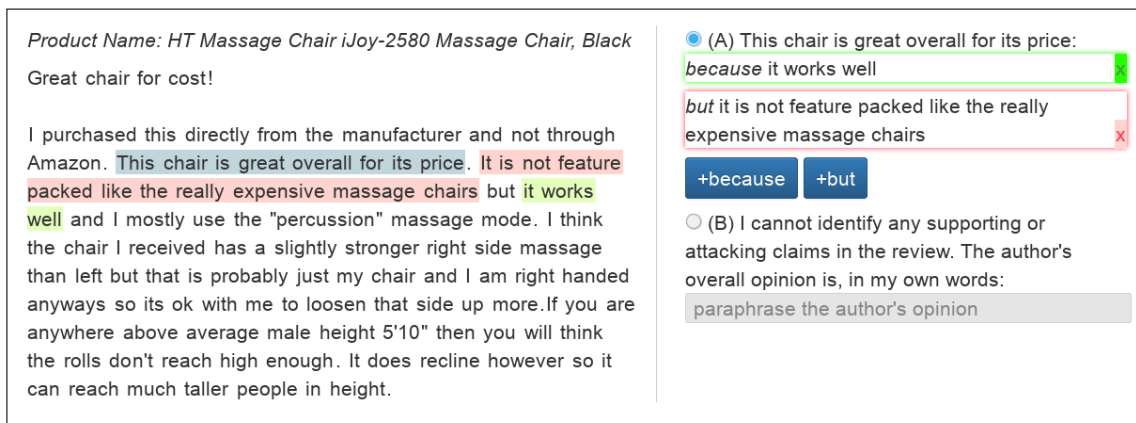 Product Name: HT Massage Chair iJoy-2580 Massage Chair, Black
Great chair for cost!
I purchased this directly from the manufacturer and not through
Amazon. This chair is great overall for its price. It is not feature
packed like the really expensive massage chairs but it works
well and I mostly use the "percussion" massage mode. I think
the chair I received has a slightly stronger right side massage
than left but that is probably just my chair and I am right handed
anyways so its ok with me to loosen that side up more.If you are
anywhere above average male height 5'10" then you will think
the rolls don't reach high enough. It does recline however so it
can reach much taller people in height.
(A) This chair is great overall for its price:
because it works well
x
but it is not feature packed like the really
expensive massage chairs
x
+because
+but
(B) I cannot identify any supporting or
attacking claims in the review. The author's
overall opinion is, in my own words:
paraphrase the author's opinion